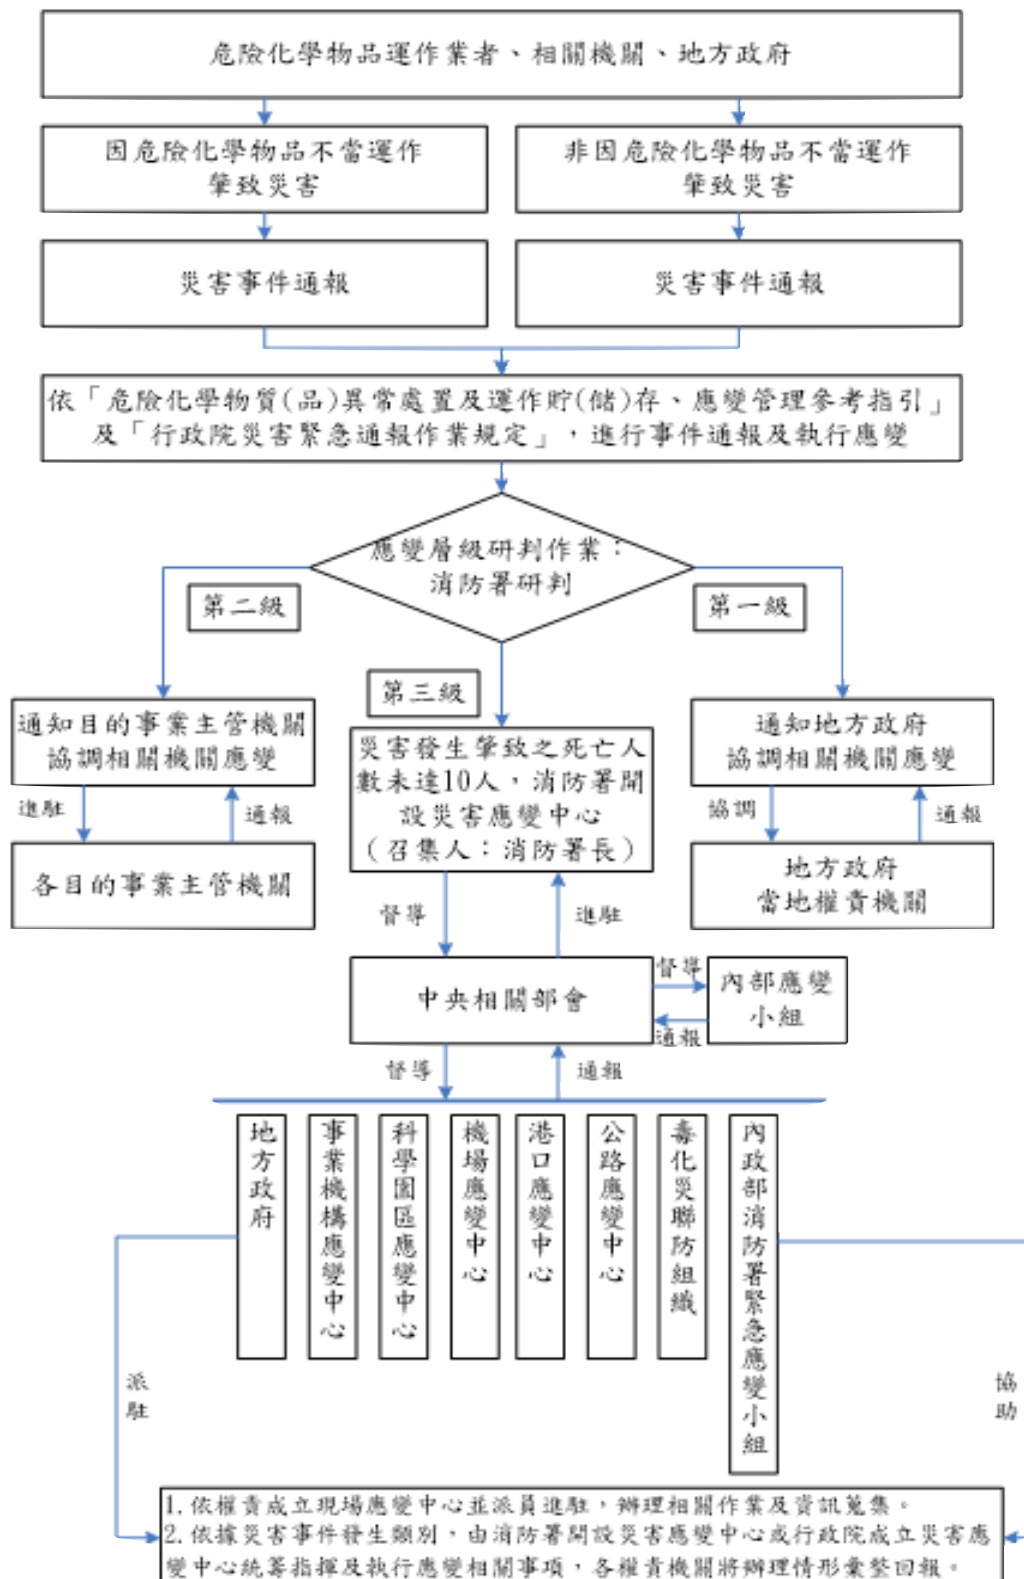 危險化學物品運作業者、相關機關、地方政府
因危險化學物品不當運作
肇致災害
非因危險化學物品不當運作
肇致災害
災害事件通報
災害事件通報
依「危險化學物質(品)異常處置及運作貯(儲)存、應變管理參考指引」
及「行政院災害緊急通報作業規定」，進行事件通報及執行應變
應變層級研判作業：
消防署研判
第二級
第一級
第三級
通知目的事業主管機關
協調相關機關應變
災害發生肇致之死亡人
數未達10人，消防署開
設災害應變中心
（召集人：消防署長）
通知地方政府
協調相關機關應變
進駐
通報
協調
通報
各目的事業主管機關
地方政府
當地權責機關
督導
進駐
中央相關部會
督導
通報
內部應變
小組
督導
通報
地方政府
事業機構應變中心
科學園區應變中心
機場應變中心
港口應變中心
公路應變中心
毒化災聯防組織
內政部消防署緊急應變小組
派駐
協助
1.依權責成立現場應變中心並派員進駐，辦理相關作業及資訊蒐集。
2.依據災害事件發生類別，由消防署開設災害應變中心或行政院成立災害應
變中心統籌指揮及執行應變相關事項，各權責機關將辦理情形彙整回報。